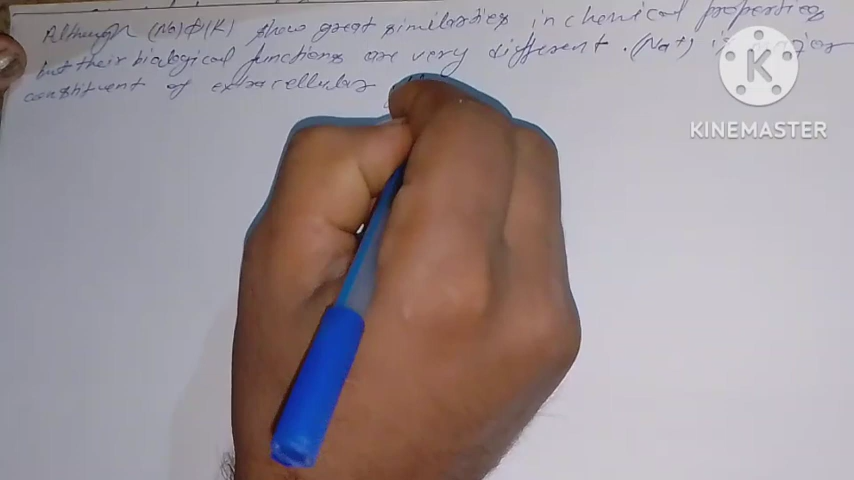 Although (Na) & (K) show great similarities in chemical properties
but their biological functions are very different. (Na+) is major
constituent of extracellular
K
KINEMASTER